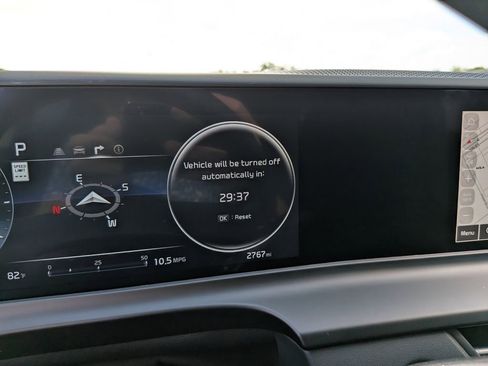 P
SPEED
LIMIT
---
E
S
N
W
Vehicle will be turned off
automatically in:
29:37
OK : Reset
82°F
0 25 50
10.5 MPG
2767 mi
Menu